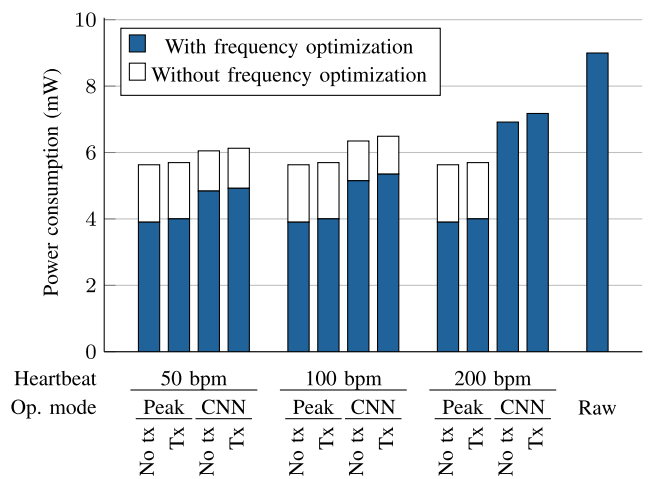 With frequency optimization
Without frequency optimization
Power consumption (mW)
10
8
6
4
2
0
Heartbeat 50 bpm 100 bpm 200 bpm
Op. mode Peak CNN Peak CNN Peak CNN Raw
No tx Tx No tx Tx No tx Tx No tx Tx No tx Tx No tx Tx